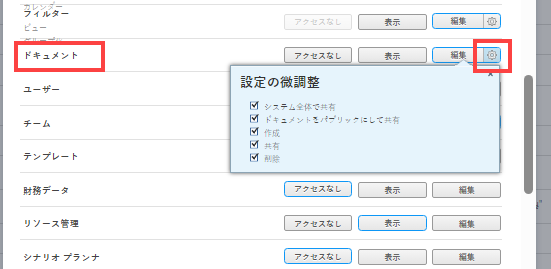 カレンダー
フィルター アクセスなし 表示 編集
ビュー
ドキュメント アクセスなし 表示 編集
設定の微調整
ユーザー
システム全体で共有
ドキュメントをパブリックにして共有
チーム
作成
共有
テンプレート
削除
財務データ アクセスなし 表示 編集
リソース管理 アクセスなし 表示 編集
シナリオ プランナ アクセスなし 表示 編集